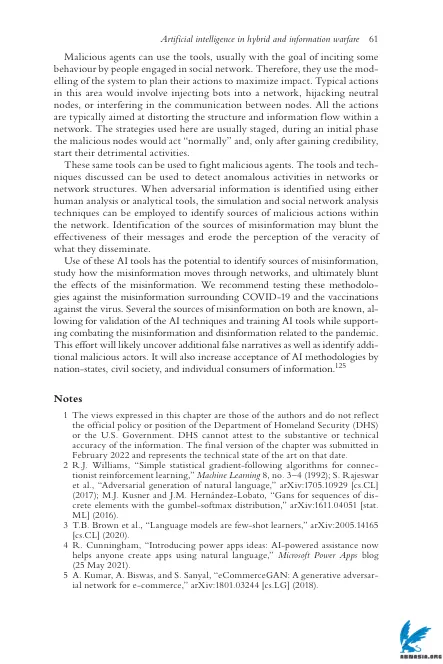 Artificial intelligence in hybrid and information warfare 61
Malicious agents can use the tools, usually with the goal of inciting some
behaviour by people engaged in social network. Therefore, they use the mod-
elling of the system to plan their actions to maximize impact. Typical actions
in this area would involve injecting bots into a network, hijacking neutral
nodes, or interfering in the communication between nodes. All the actions
are typically aimed at distorting the structure and information flow within a
network. The strategies used here are usually staged, during an initial phase
the malicious nodes would act “normally” and, only after gaining credibility,
start their detrimental activities.
These same tools can be used to fight malicious agents. The tools and tech-
niques discussed can be used to detect anomalous activities in networks or
network structures. When adversarial information is identified using either
human analysis or analytical tools, the simulation and social network analysis
techniques can be employed to identify sources of malicious actions within
the network. Identification of the sources of misinformation may blunt the
effectiveness of their messages and erode the perception of the veracity of
what they disseminate.
Use of these AI tools has the potential to identify sources of misinformation,
study how the misinformation moves through networks, and ultimately blunt
the effects of the misinformation. We recommend testing these methodolo-
gies against the misinformation surrounding COVID-19 and the vaccinations
against the virus. Several the sources of misinformation on both are known, al-
lowing for validation of the AI techniques and training AI tools while support-
ing combating the misinformation and disinformation related to the pandemic.
This effort will likely uncover additional false narratives as well as identify addi-
tional malicious actors. It will also increase acceptance of AI methodologies by
nation-states, civil society, and individual consumers of information.125
Notes
1 The views expressed in this chapter are those of the authors and do not reflect
the official policy or position of the Department of Homeland Security (DHS)
or the U.S. Government. DHS cannot attest to the substantive or technical
accuracy of the information. The final version of the chapter was submitted in
February 2022 and represents the technical state of the art on that date.
2 R.J. Williams, “Simple statistical gradient-following algorithms for connec-
tionist reinforcement learning,” Machine Learning 8, no. 3–4 (1992); S. Rajeswar
et al., “Adversarial generation of natural language,” arXiv:1705.10929 [cs.CL]
(2017); M.J. Kusner and J.M. Hernández-Lobato, “Gans for sequences of dis-
crete elements with the gumbel-softmax distribution,” arXiv:1611.04051 [stat.
ML] (2016).
3 T.B. Brown et al., “Language models are few-shot learners,” arXiv:2005.14165
[cs.CL] (2020).
4 R. Cunningham, “Introducing power apps ideas: AI-powered assistance now
helps anyone create apps using natural language,” Microsoft Power Apps blog
(25 May 2021).
5 A. Kumar, A. Biswas, and S. Sanyal, “eCommerceGAN: A generative adversar-
ial network for e-commerce,” arXiv:1801.03244 [cs.LG] (2018).